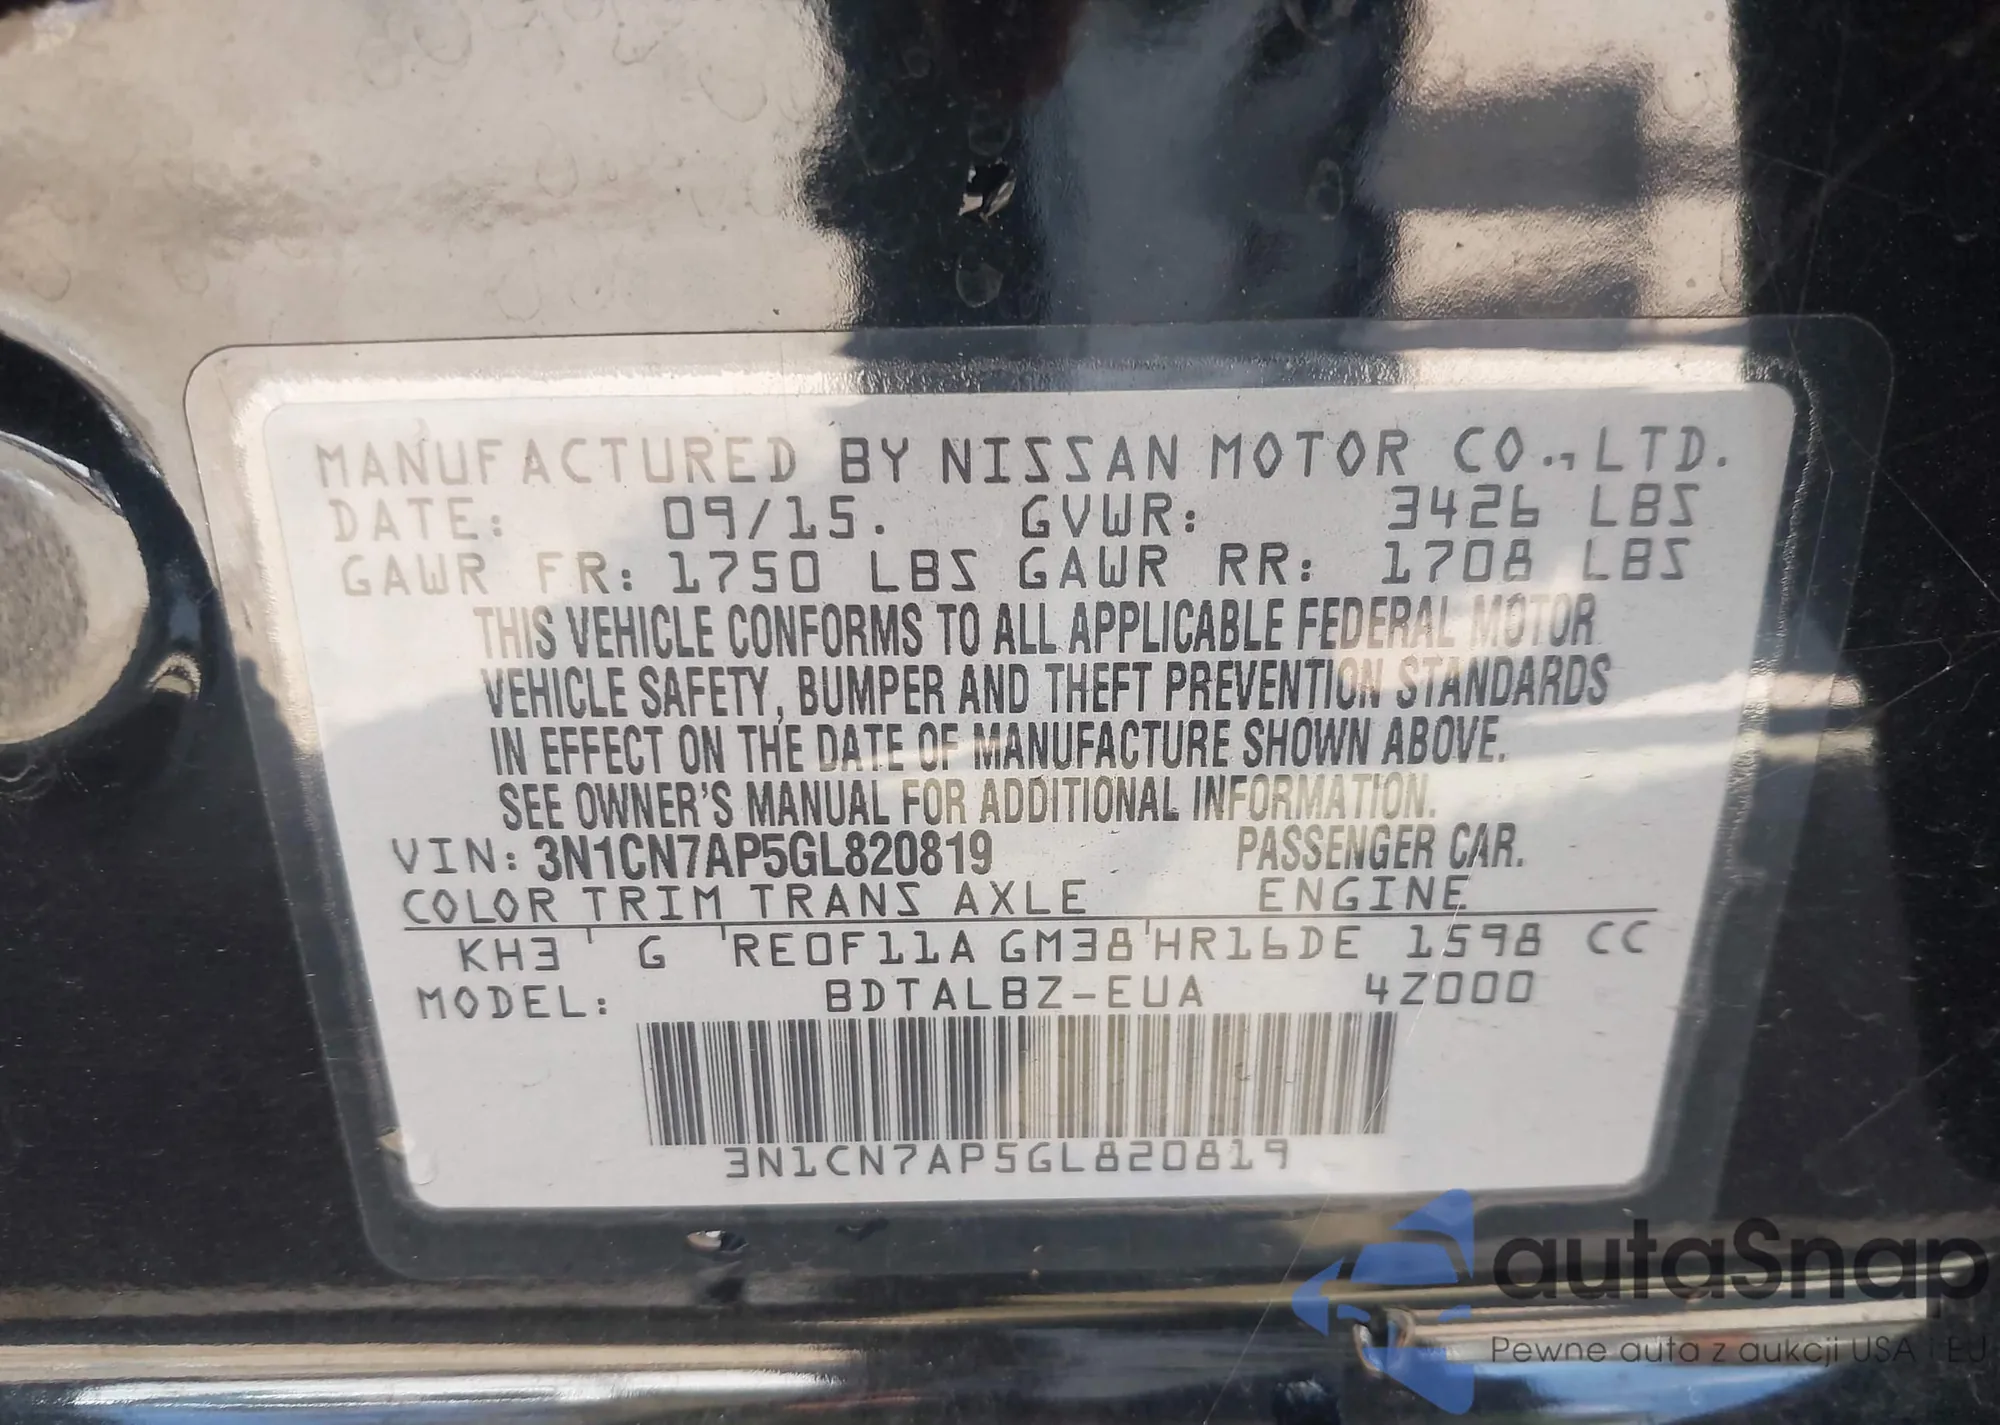 MANUFACTURED BY NISSAN MOTOR CO.,LTD.
DATE: 09/15. GVWR: 3426 LBS
GAWR FR: 1750 LBS GAWR RR: 1708 LBS
THIS VEHICLE CONFORMS TO ALL APPLICABLE FEDERAL MOTOR
VEHICLE SAFETY, BUMPER AND THEFT PREVENTION STANDARDS
IN EFFECT ON THE DATE OF MANUFACTURE SHOWN ABOVE.
SEE OWNER'S MANUAL FOR ADDITIONAL INFORMATION.
VIN: 3N1CN7AP5GL820819 PASSENGER CAR.
COLOR TRIM TRANS AXLE ENGINE
KH3 G RE0F11A GM38 HR16DE 1598 CC
MODEL: BDTALBZ-EUA 4Z000
3N1CN7AP5GL820819
autaSnap
Pewne auta z aukcji USA i EU